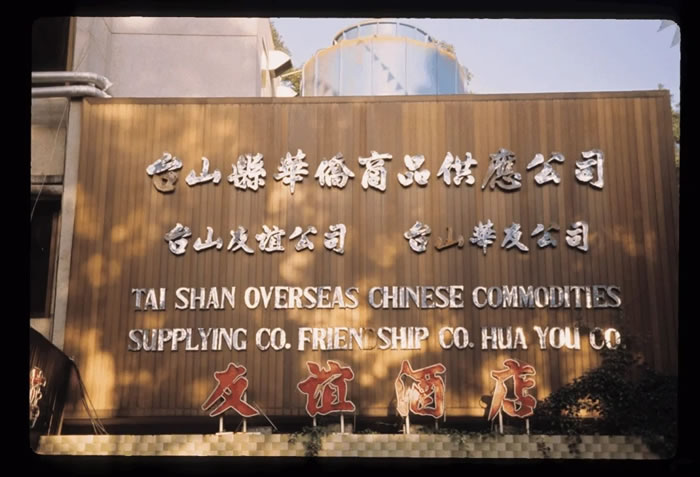 台山縣華僑商品供應公司
台山友誼公司 台山華友公司
TAI SHAN OVERSEAS CHINESE COMMODITIES
SUPPLYING CO. FRIENDSHIP CO. HUA YOU CO
友誼酒店